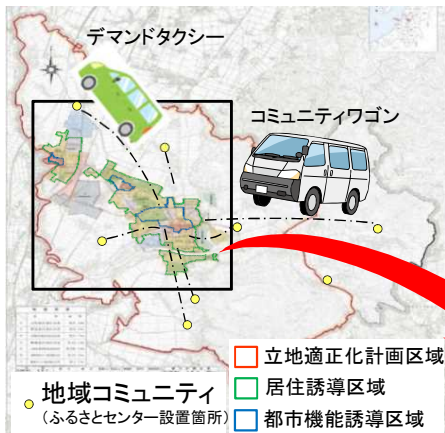 デマンドタクシー
コミュニティワゴン
立地適正化計画区域
地域コミュニティ
居住誘導区域
(ふるさとセンター設置箇所)
都市機能誘導区域